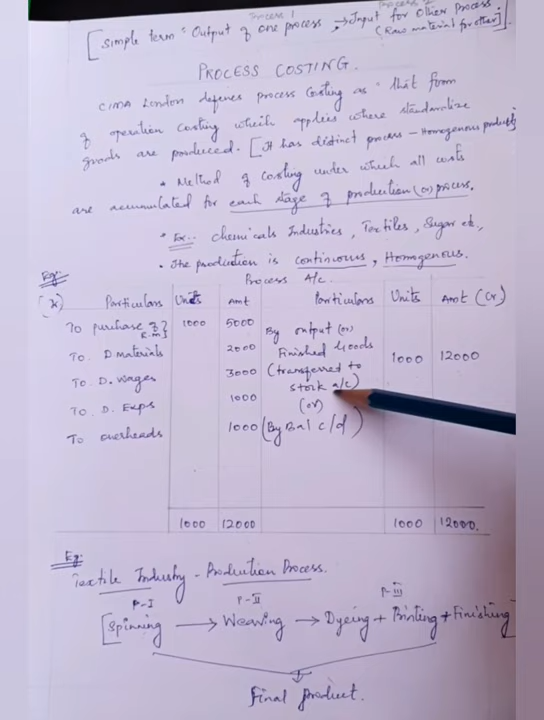 Process 1 Process 2
[Simple term " Output of one process → Input for Other Process.
(Raw material for other)].
PROCESS COSTING.
CIMA London defines process Costing as " that form
of operation costing which applies where standardize
goods are produced. [It has distinct process - Homogenous products]
• Method of Costing under which all costs
are accumulated for each stage of production (or) process.
• Ex.. Chemicals Industries, Textiles, Sugar etc.,
• The production is continuous, Homogenous.
Eg:
Process A/c.
Particulars Units Amt Particulars Units Amt (Cr)
To purchase of R.m} 1000 5000 By output (or)
To D. materials 2000 Finished Goods 1000 12000
To D. wages 3000 (transferred to
stock a/c)
To D. Exps 1000 (or)
To overheads 1000 (By Bal c/d)
1000 12000 1000 12000.
Eg:
Textile Industry - Production Process.
P-I P-II P-III
[Spinning → Weaving → Dyeing + Printing + Finishing]
Final product.